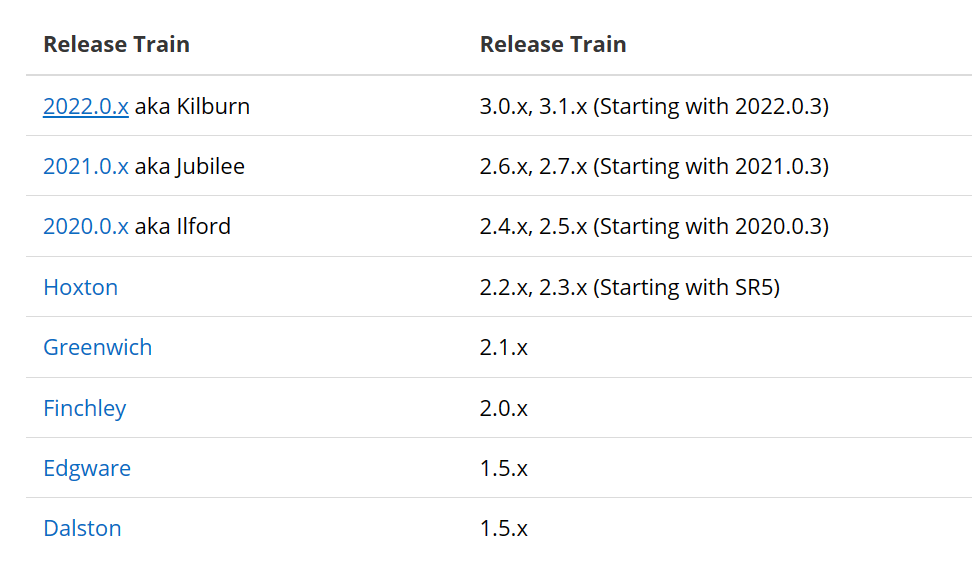 Release Train Release Train
2022.0.x aka Kilburn 3.0.x, 3.1.x (Starting with 2022.0.3)
2021.0.x aka Jubilee 2.6.x, 2.7.x (Starting with 2021.0.3)
2020.0.x aka Ilford 2.4.x, 2.5.x (Starting with 2020.0.3)
Hoxton 2.2.x, 2.3.x (Starting with SR5)
Greenwich 2.1.x
Finchley 2.0.x
Edgware 1.5.x
Dalston 1.5.x